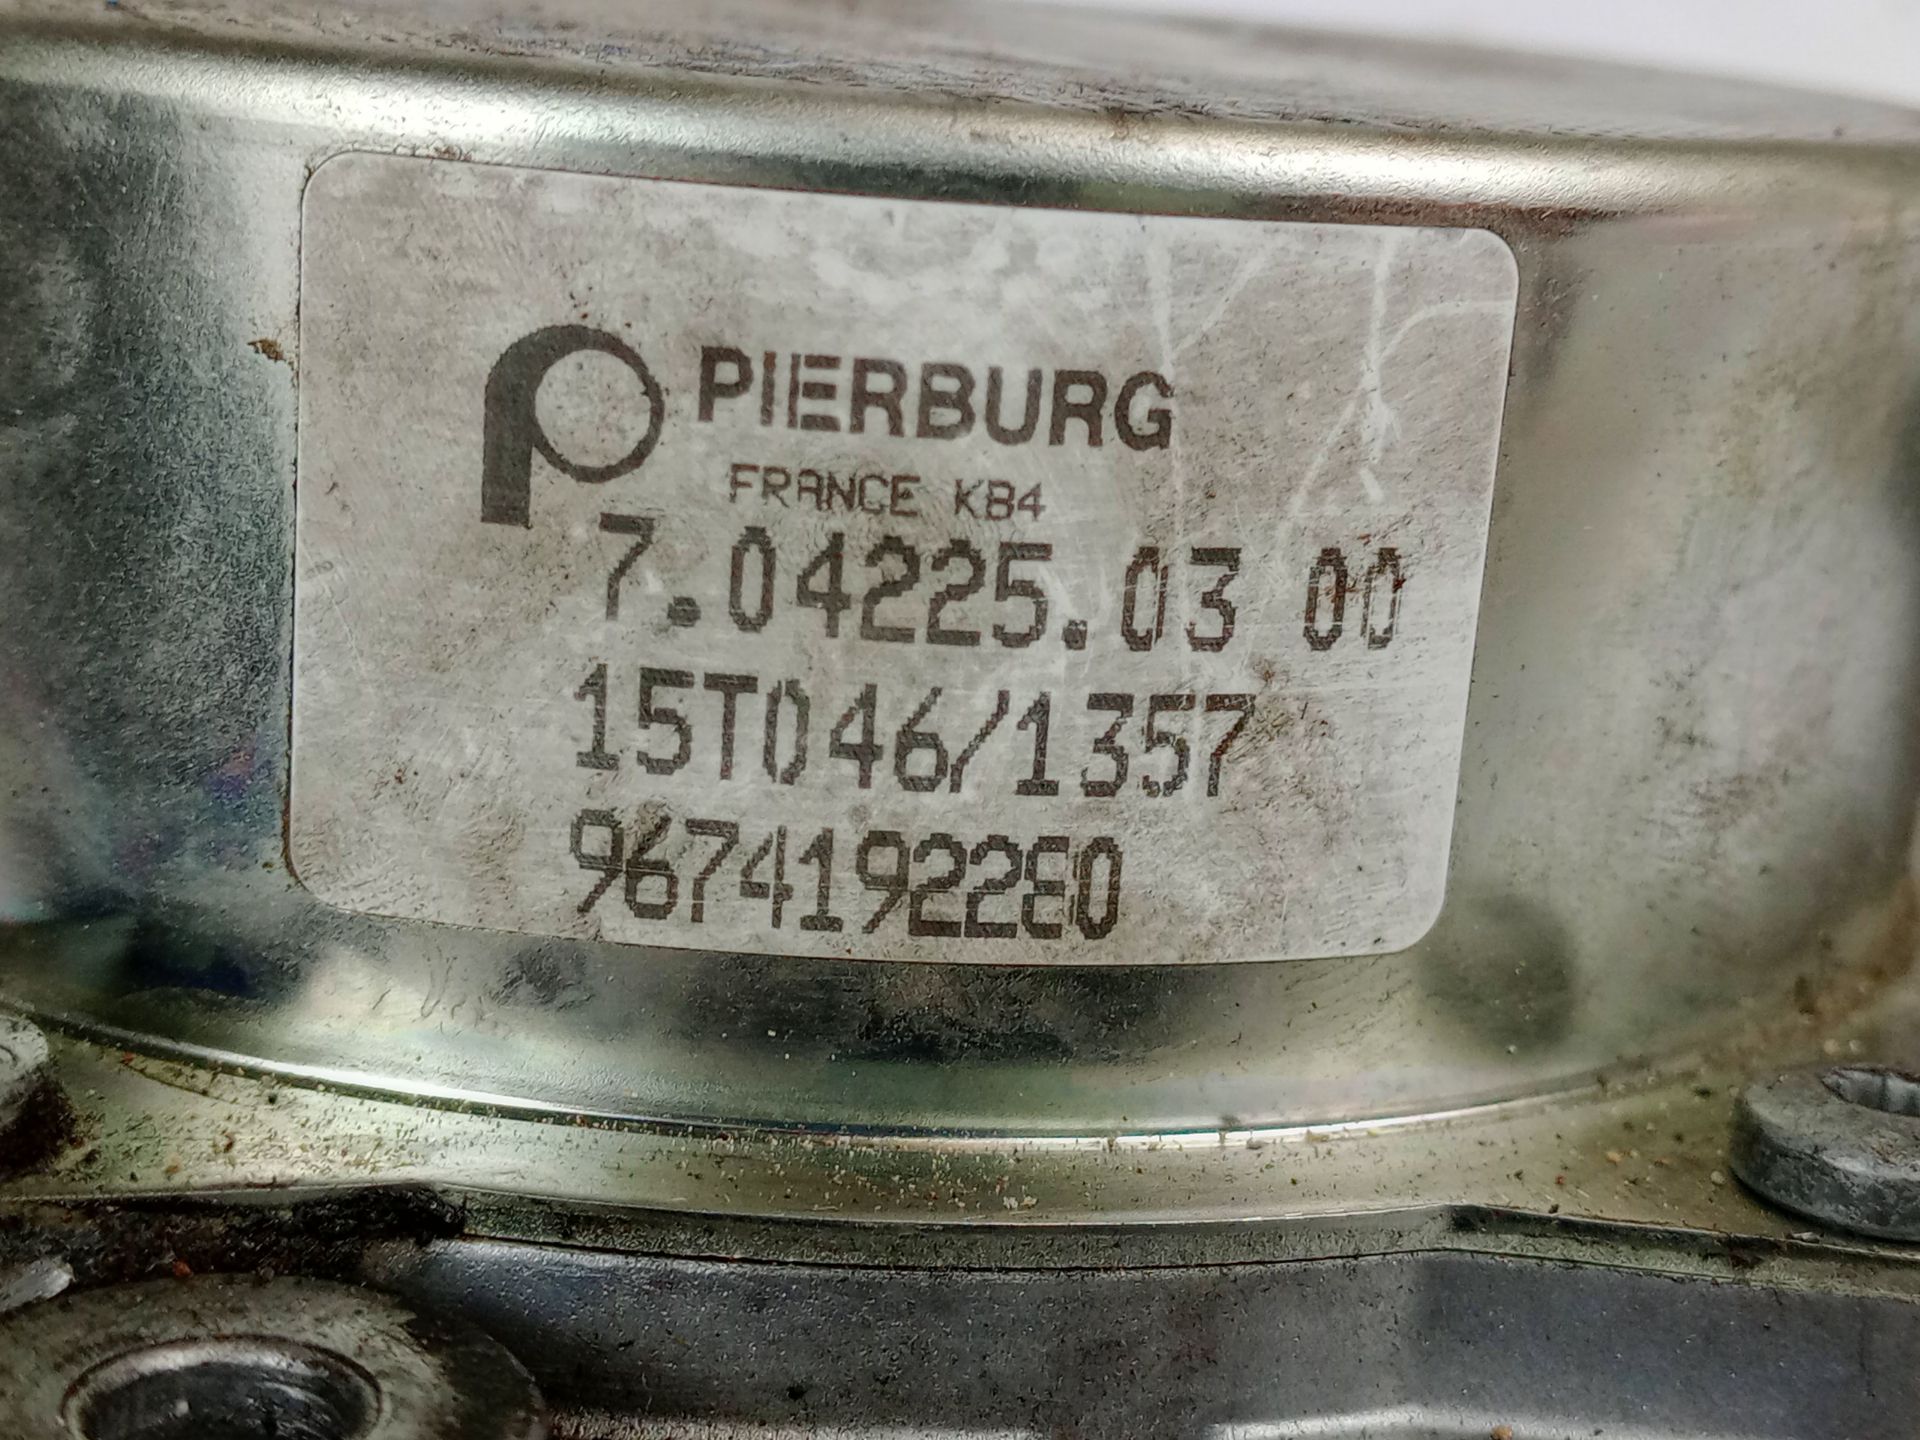 PIERBURG
FRANCE KB4
7.04225.03 00
15T046/1357
9674192280